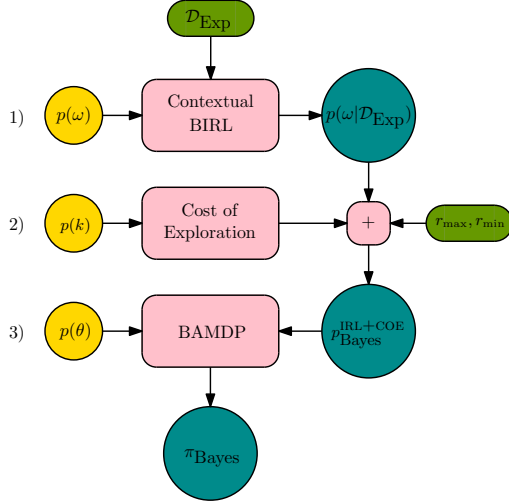 𝒟_Exp
1) p(ω) Contextual BIRL p(ω|𝒟_Exp)
2) p(k) Cost of Exploration + r_max, r_min
3) p(θ) BAMDP p_Bayes^IRL+COE
π_Bayes